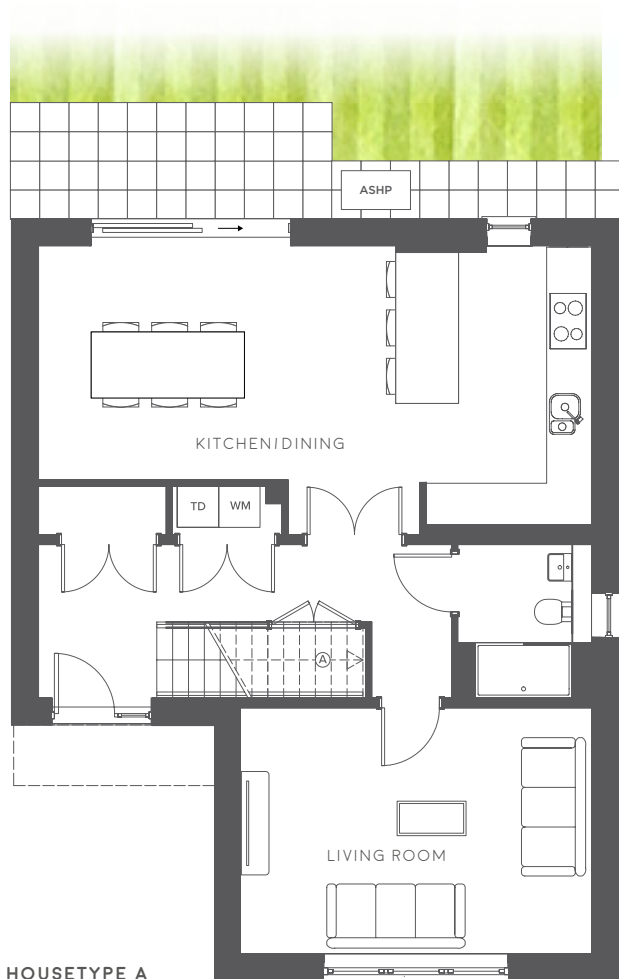 ASHP
KITCHEN/DINING
TD
WM
A
LIVING ROOM
HOUSETYPE A